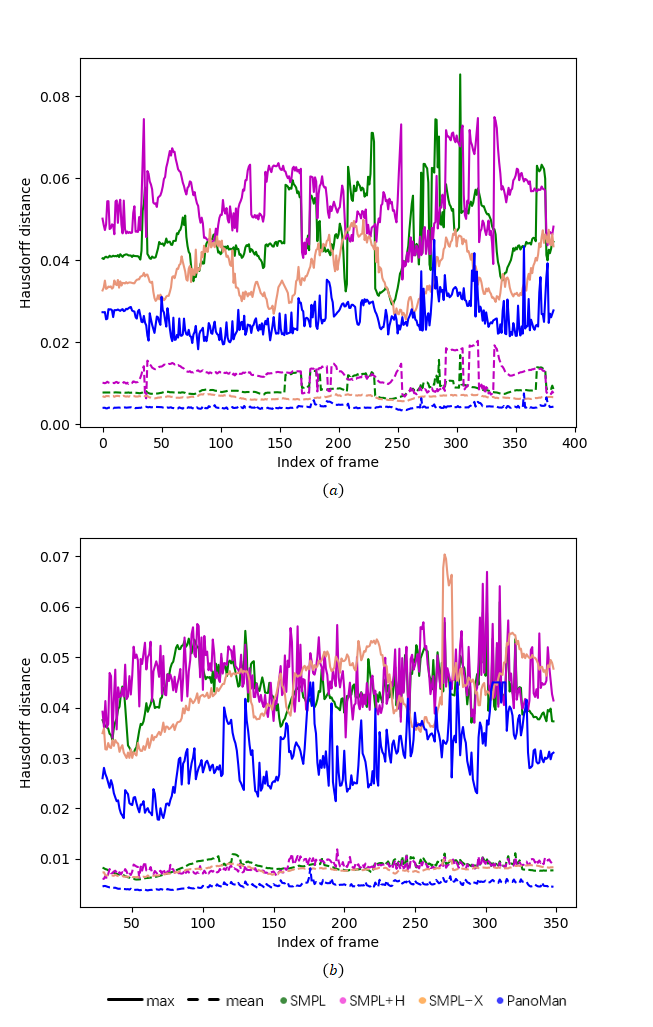 0.08
0.06
0.04
0.02
0.00
Hausdorff distance
0 50 100 150 200 250 300 350 400
Index of frame
(a)
0.07
0.06
0.05
0.04
0.03
0.02
0.01
Hausdorff distance
50 100 150 200 250 300 350
Index of frame
(b)
max mean SMPL SMPL+H SMPL-X PanoMan